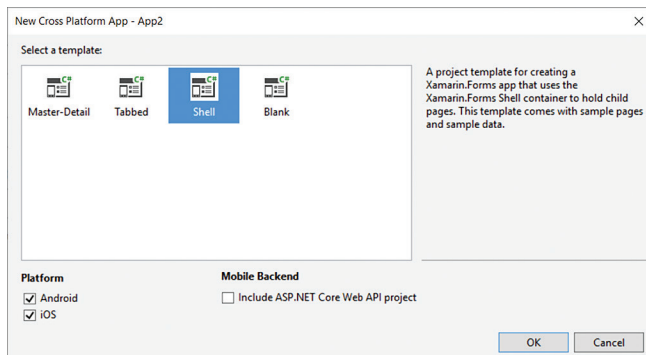 New Cross Platform App - App2
Select a template:
C# C# C# C#
Master-Detail Tabbed Shell Blank
A project template for creating a
Xamarin.Forms app that uses the
Xamarin.Forms Shell container to hold child
pages. This template comes with sample pages
and sample data.
Platform
Android
iOS
Mobile Backend
Include ASP.NET Core Web API project
OK Cancel